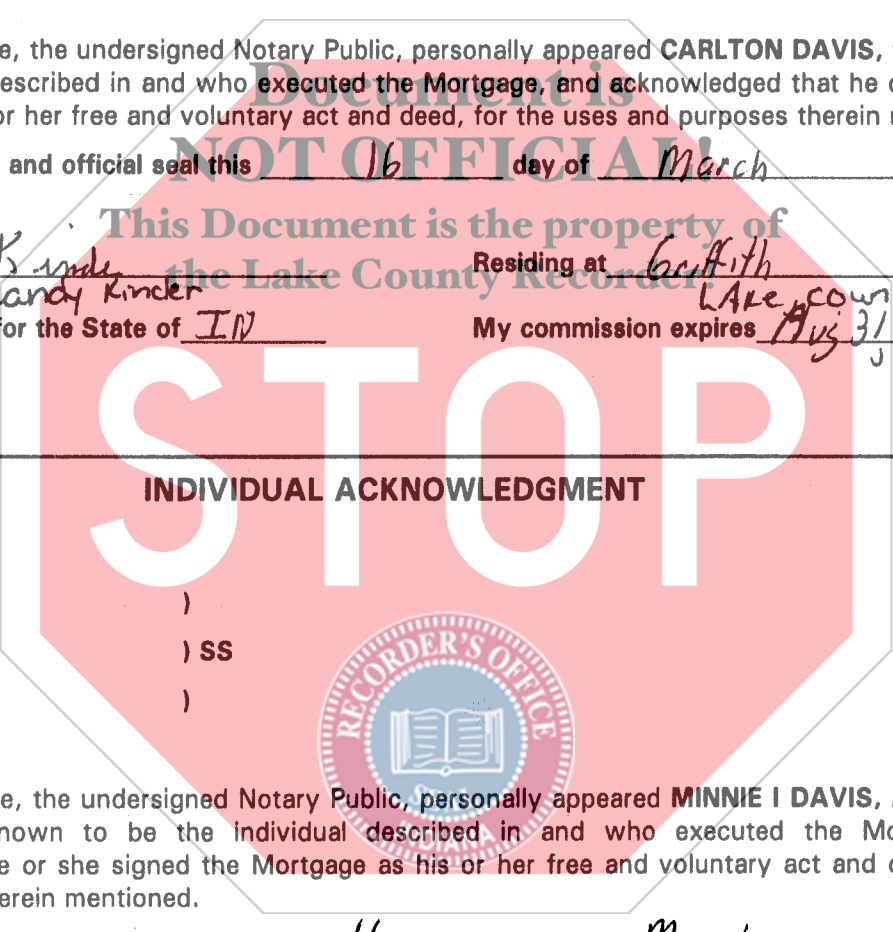 e, the undersigned Notary Public, personally appeared CARLTON DAVIS,
escribed in and who executed the Mortgage, and acknowledged that he o
or her free and voluntary act and deed, for the uses and purposes therein
Document is
NOT OFFICIAL!
This Document is the property of
the Lake County Recorder!
and official seal this 16 day of March
Residing at Griffith
andy Kinder
LAKe coun
for the State of IN My commission expires Aug 31
STOP
INDIVIDUAL ACKNOWLEDGMENT
)
) SS
)
RECORDER'S OFFICE
SEAL
INDIANA
e, the undersigned Notary Public, personally appeared MINNIE I DAVIS,
nown to be the individual described in and who executed the Mo
e or she signed the Mortgage as his or her free and voluntary act and
erein mentioned.